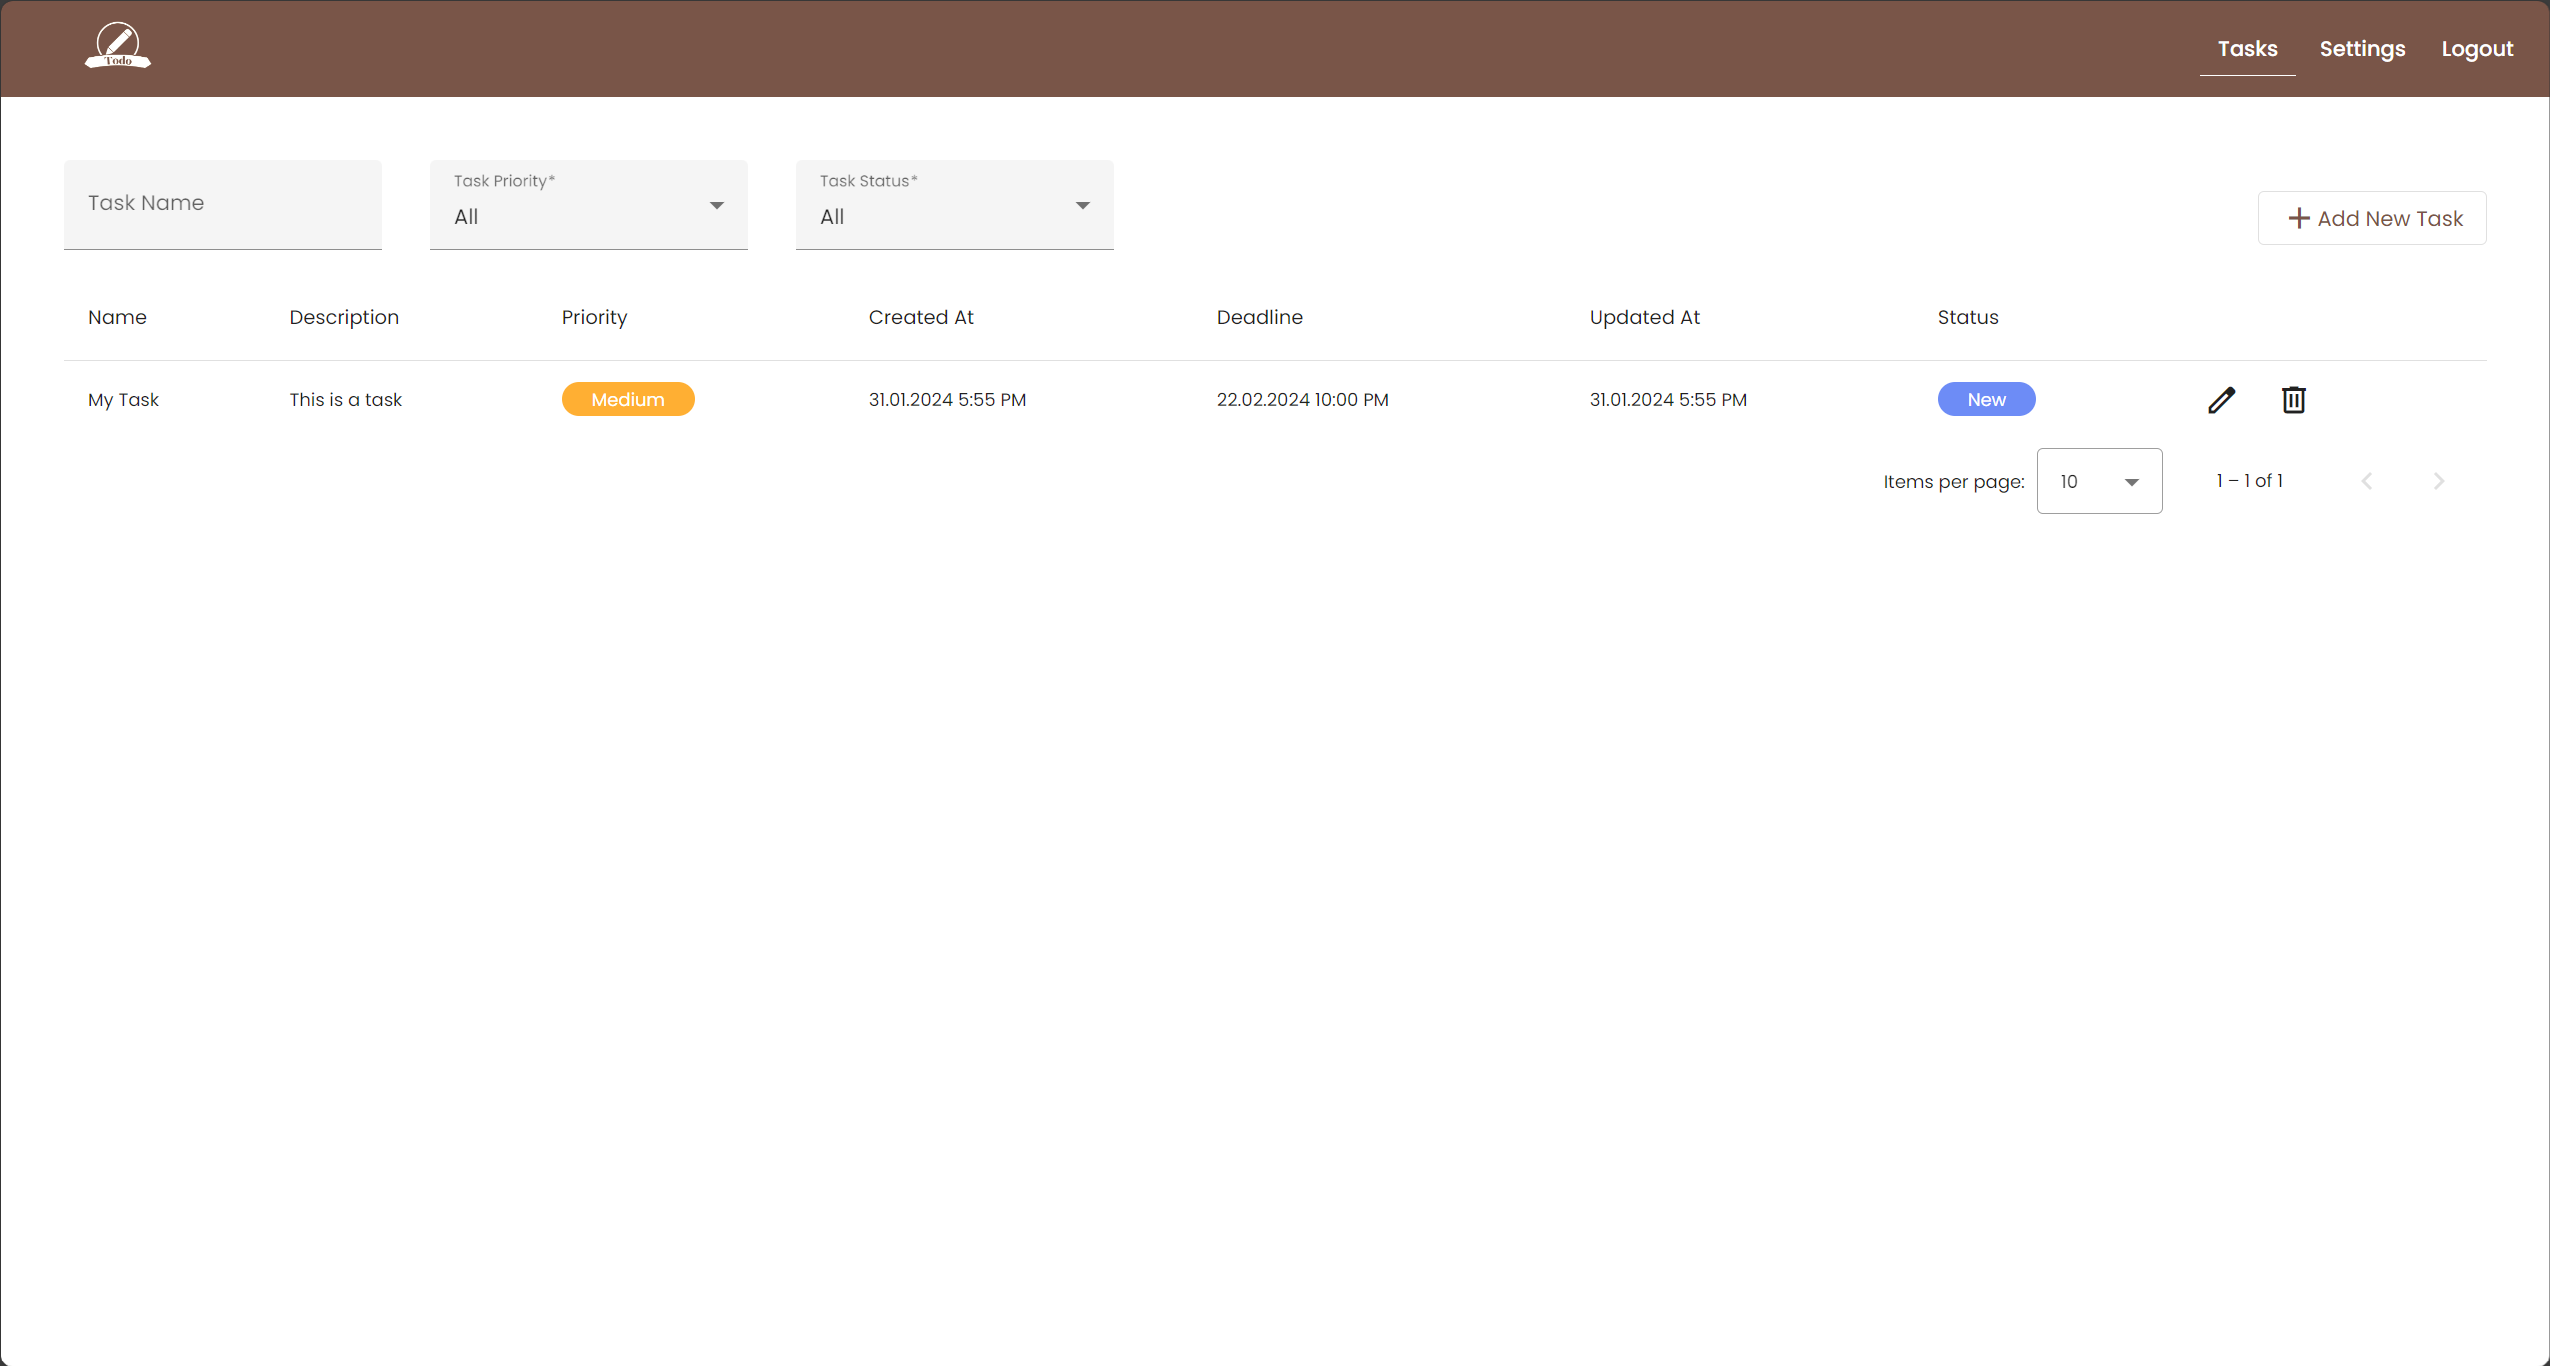 Todo
Tasks Settings Logout
Task Name
Task Priority*
All
Task Status*
All
Add New Task
Name Description Priority Created At Deadline Updated At Status
My Task This is a task Medium 31.01.2024 5:55 PM 22.02.2024 10:00 PM 31.01.2024 5:55 PM New
Items per page: 10 1 – 1 of 1